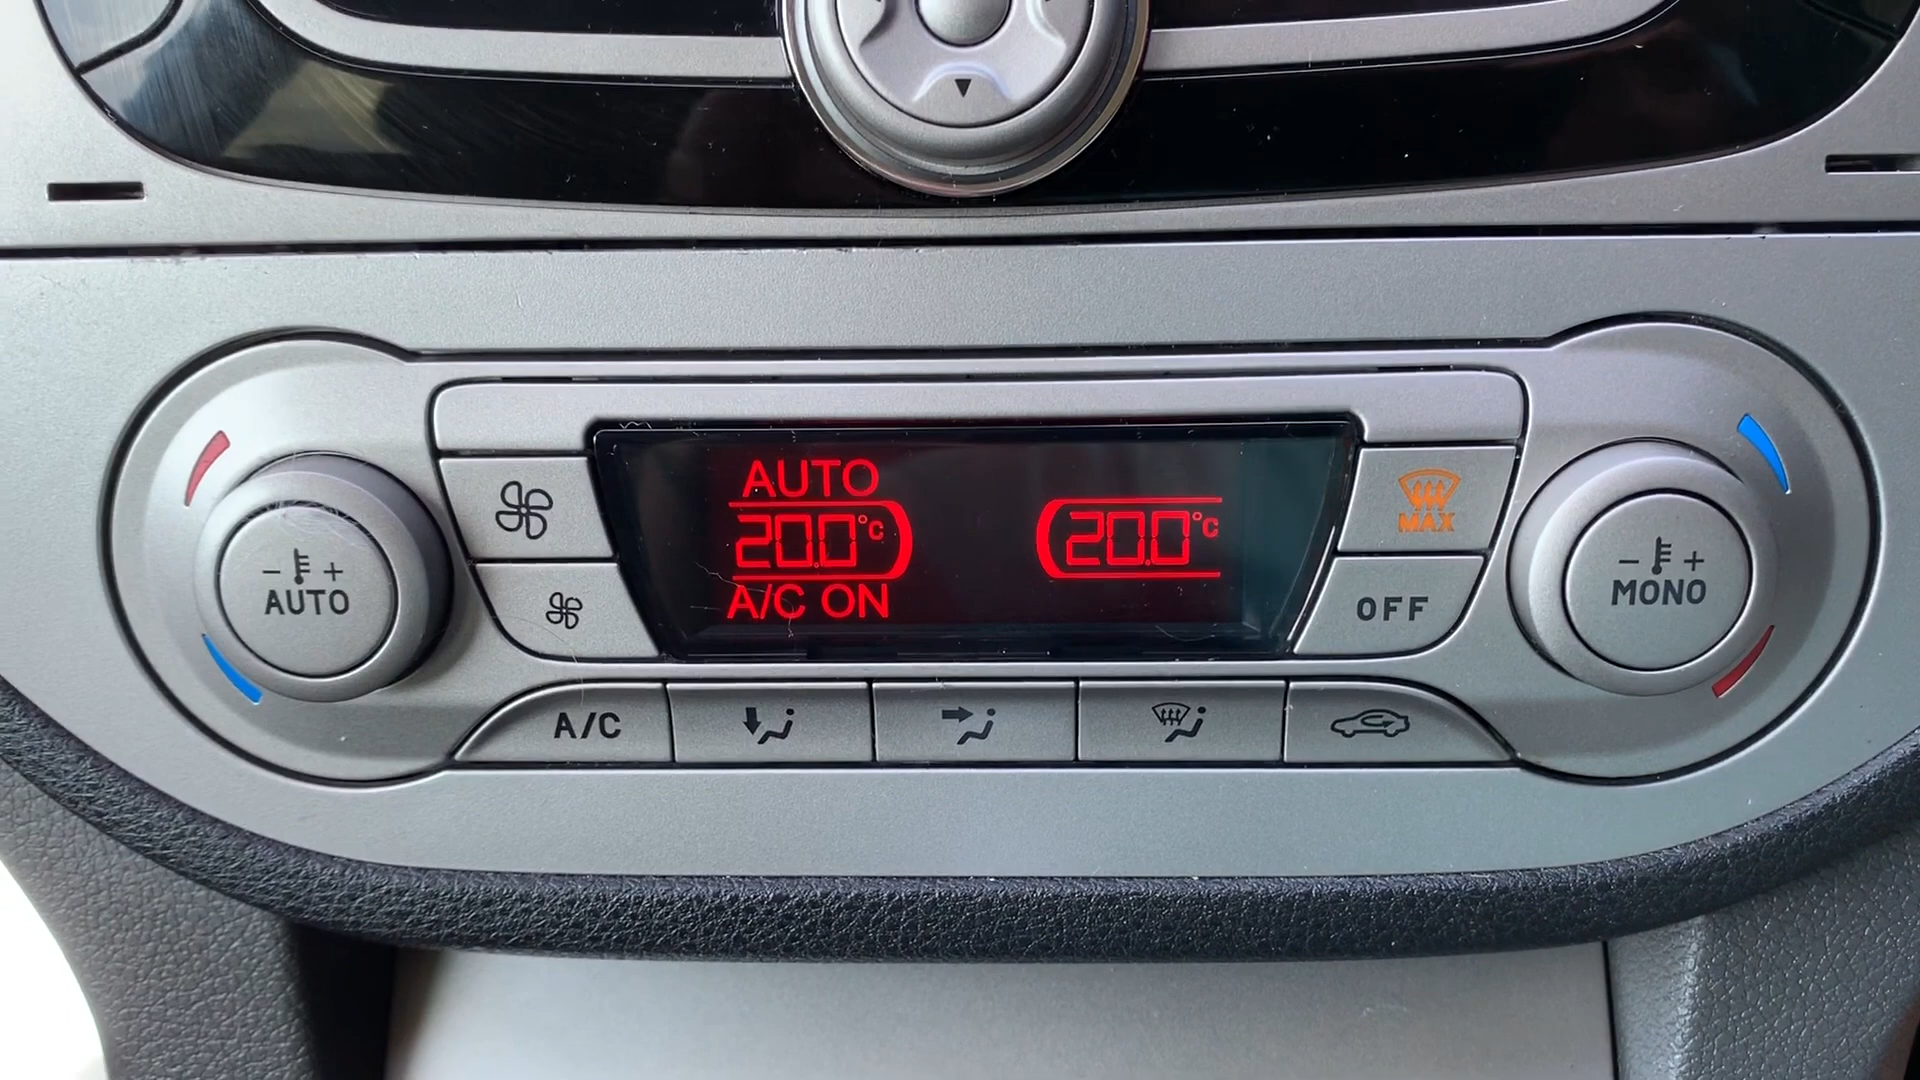 AUTO
20.0°C 20.0°C
A/C ON
MAX
- +
AUTO
OFF
- +
MONO
A/C